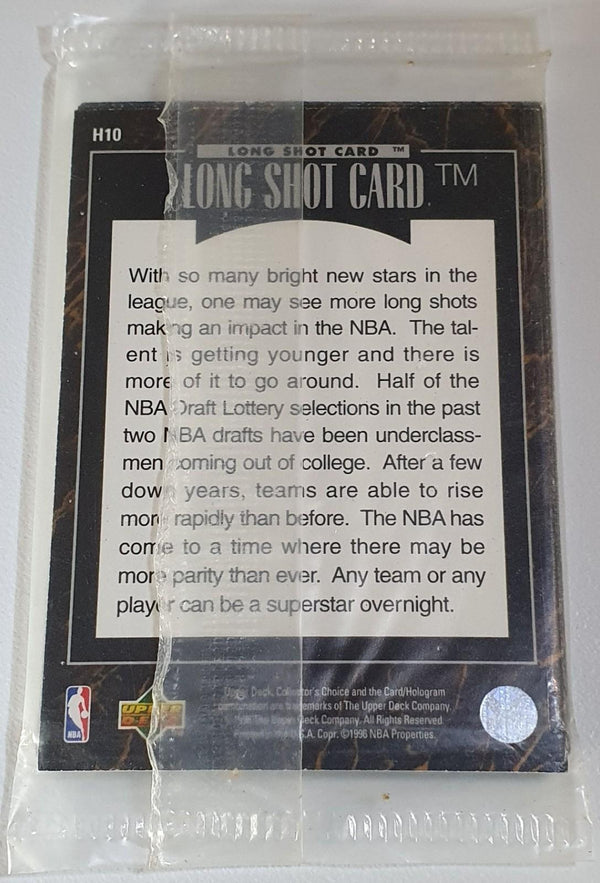 H10
LONG SHOT CARD ™
LONG SHOT CARD. TM
With so many bright new stars in the
league, one may see more long shots
making an impact in the NBA. The tal-
ent is getting younger and there is
more of it to go around. Half of the
NBA Draft Lottery selections in the past
two NBA drafts have been underclass-
men coming out of college. After a few
down years, teams are able to rise
more rapidly than before. The NBA has
come to a time where there may be
more parity than ever. Any team or any
player can be a superstar overnight.
Upper Deck, Collector's Choice and the Card/Hologram
combination are trademarks of The Upper Deck Company.
The Upper Deck Company. All Rights Reserved
U.S.A. Copr. ©1996 NBA Properties.
NBA
UPPER
DECK